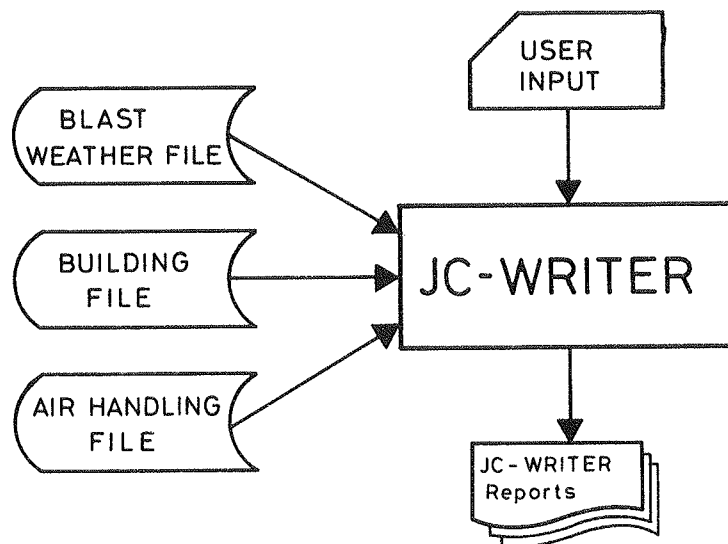 USER
INPUT
BLAST
WEATHER FILE
BUILDING
FILE
JC-WRITER
AIR HANDLING
FILE
JC-WRITER
Reports